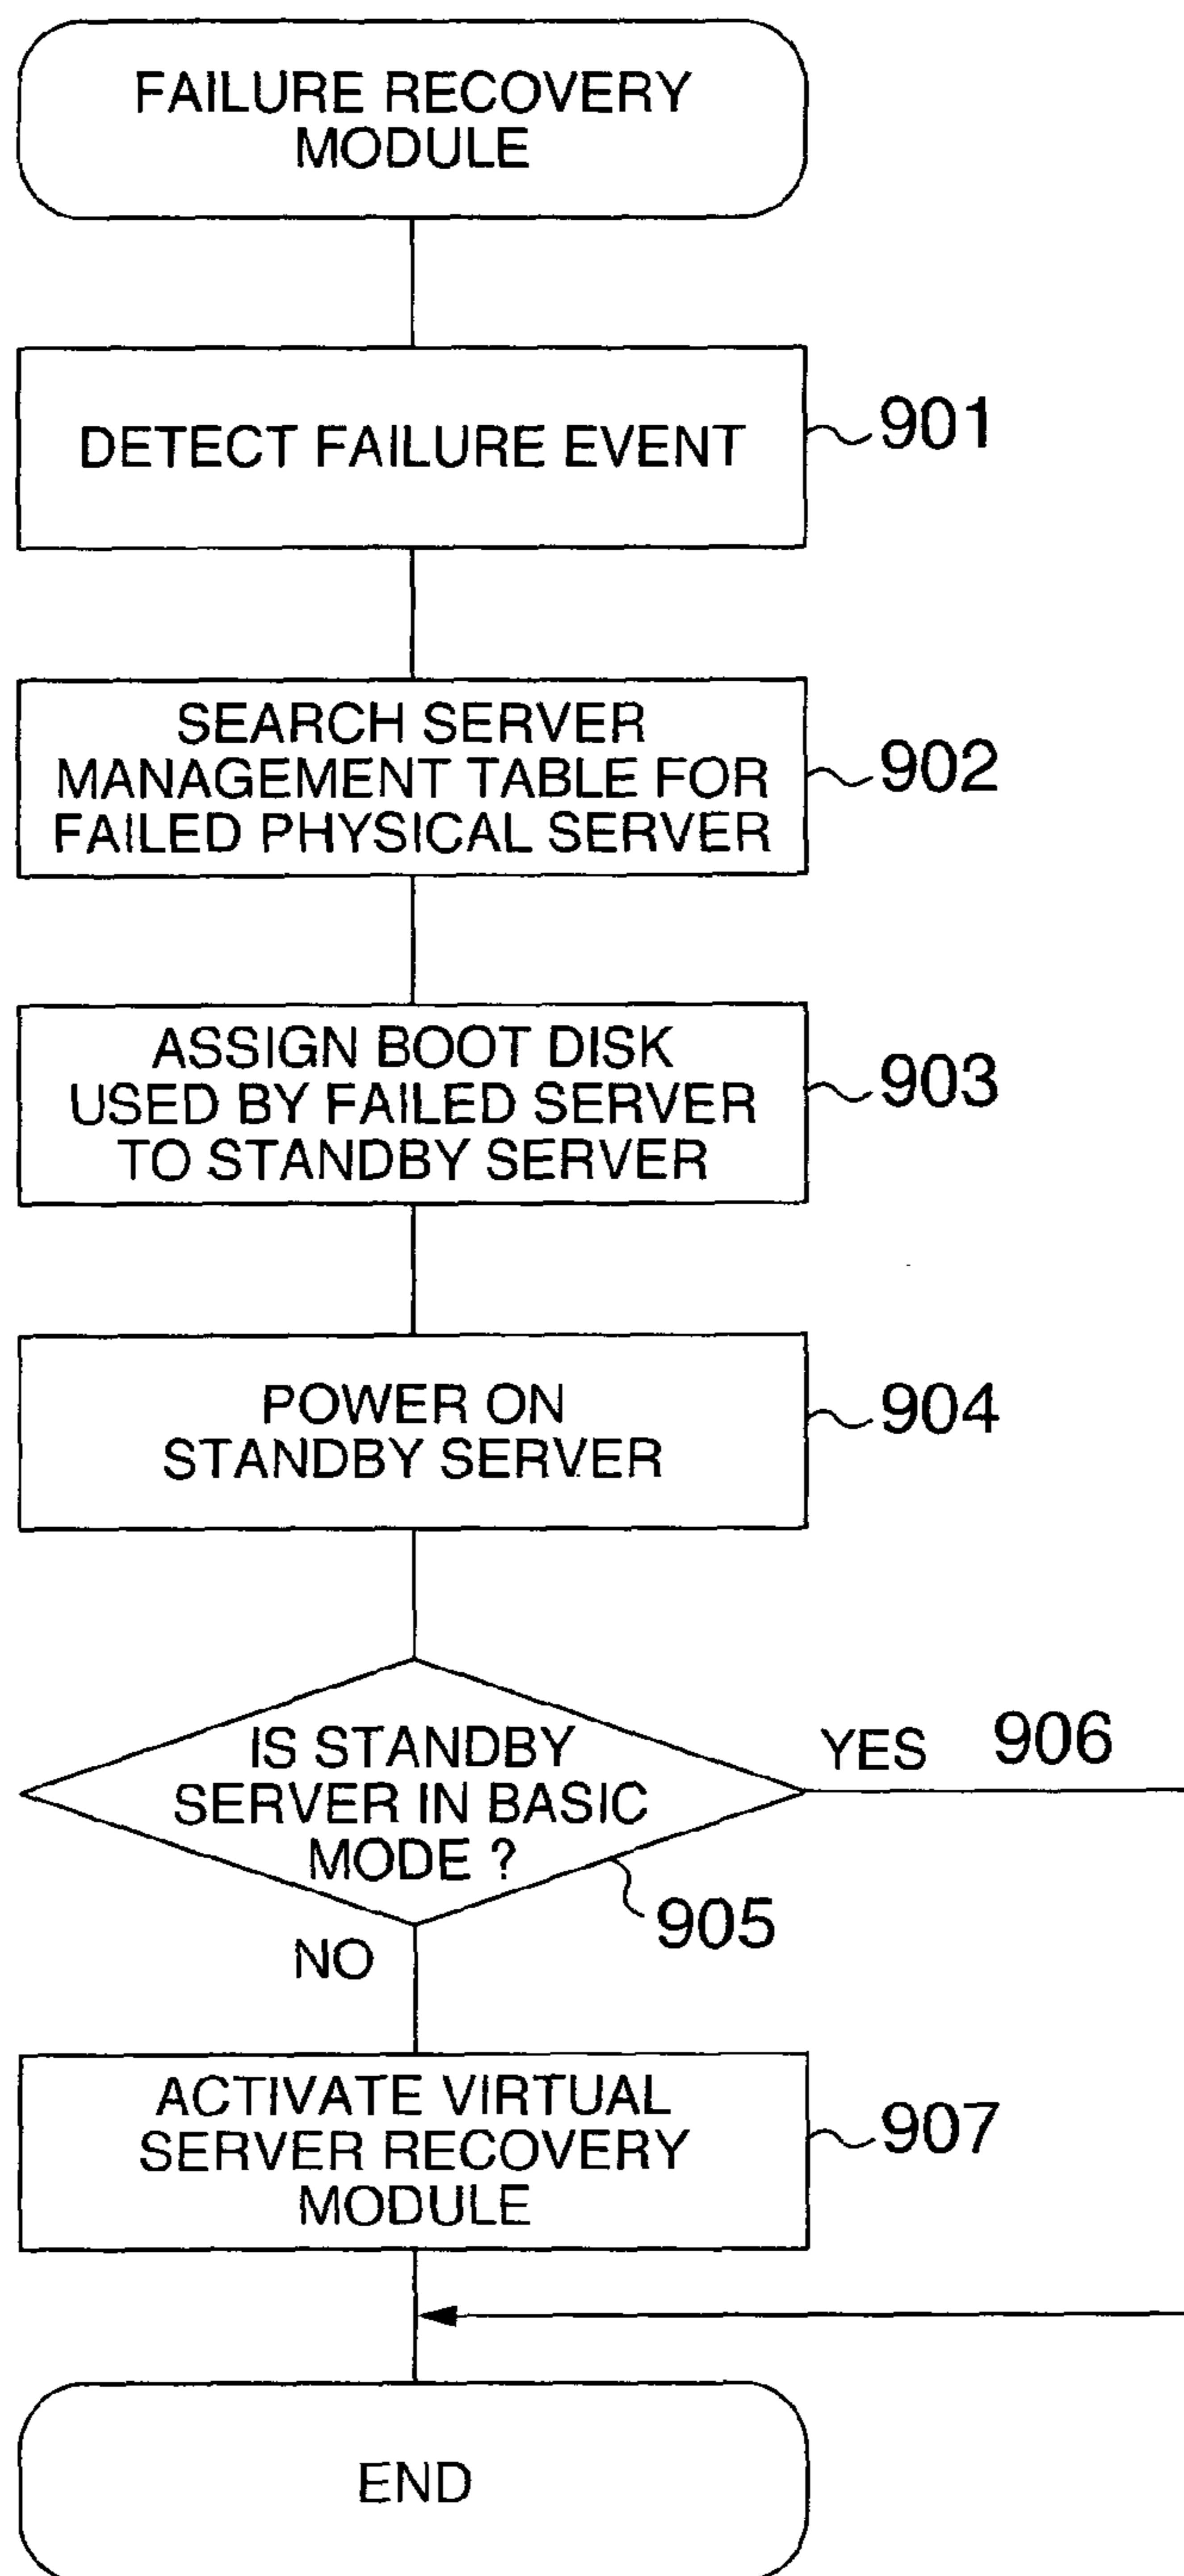 FAILURE RECOVERY
MODULE
DETECT FAILURE EVENT
901
SEARCH SERVER
MANAGEMENT TABLE FOR
FAILED PHYSICAL SERVER
902
ASSIGN BOOT DISK
USED BY FAILED SERVER
TO STANDBY SERVER
903
POWER ON
STANDBY SERVER
904
IS STANDBY
SERVER IN BASIC
MODE ?
YES 906
905
NO
ACTIVATE VIRTUAL
SERVER RECOVERY
MODULE
907
END